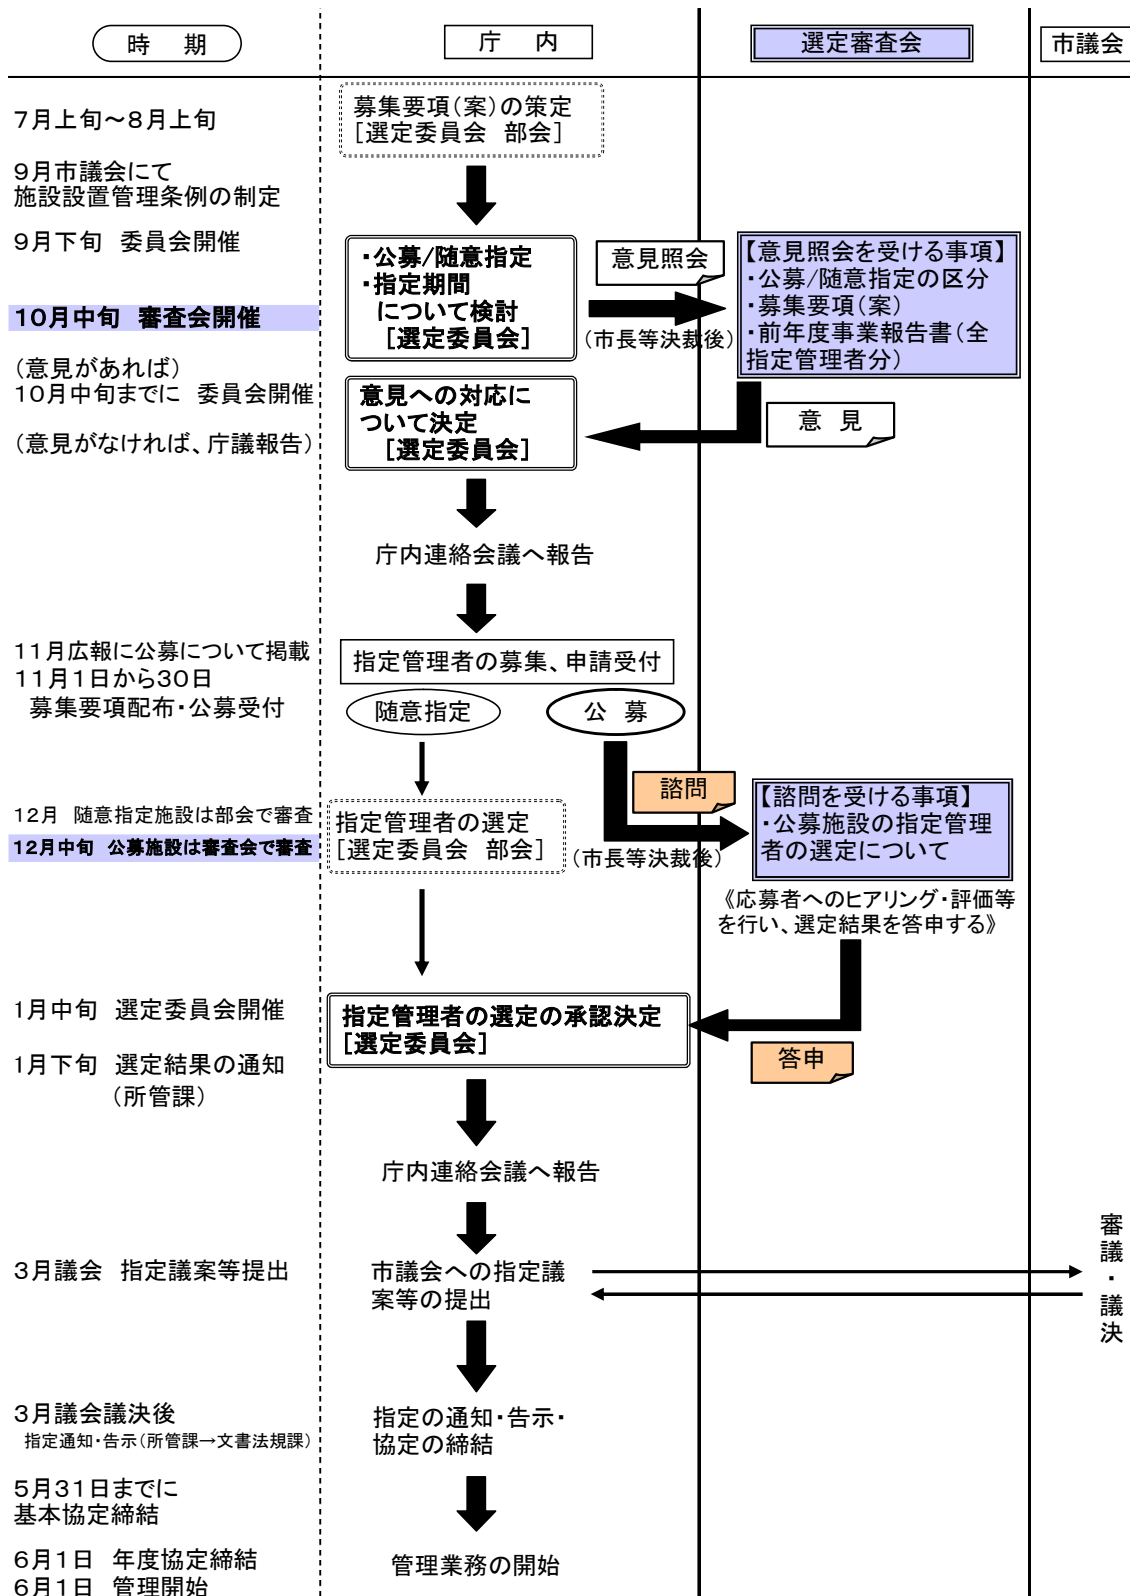 時　期
庁　内
選定審査会
市議会
7月上旬～8月上旬
募集要項(案)の策定
[選定委員会　部会]
9月市議会にて
施設設置管理条例の制定
9月下旬　委員会開催
・公募/随意指定
・指定期間
について検討
[選定委員会]
意見照会
(市長等決裁後)
【意見照会を受ける事項】
・公募/随意指定の区分
・募集要項(案)
・前年度事業報告書(全
指定管理者分)
10月中旬　審査会開催
(意見があれば)
10月中旬までに　委員会開催
(意見がなければ、庁議報告)
意見への対応に
ついて決定
[選定委員会]
意 見
庁内連絡会議へ報告
11月広報に公募について掲載
11月1日から30日
募集要項配布・公募受付
指定管理者の募集、申請受付
随意指定
公 募
諮問
12月　随意指定施設は部会で審査
12月中旬　公募施設は審査会で審査
指定管理者の選定
[選定委員会　部会]
(市長等決裁後)
【諮問を受ける事項】
・公募施設の指定管理
者の選定について
《応募者へのヒアリング・評価等
を行い、選定結果を答申する》
1月中旬　選定委員会開催
指定管理者の選定の承認決定
[選定委員会]
答申
1月下旬　選定結果の通知
(所管課)
庁内連絡会議へ報告
3月議会　指定議案等提出
市議会への指定議
案等の提出
審議・議決
3月議会議決後
指定通知・告示(所管課→文書法規課)
指定の通知・告示・
協定の締結
5月31日までに
基本協定締結
6月1日　年度協定締結
6月1日　管理開始
管理業務の開始